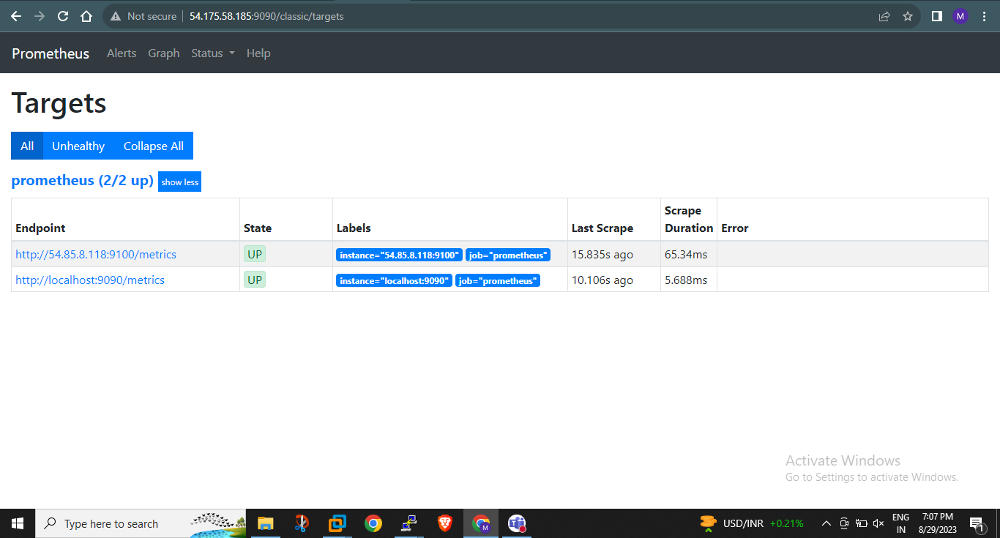 Not secure 54.175.58.185:9090/classic/targets M
Prometheus Alerts Graph Status Help
Targets
All Unhealthy Collapse All
prometheus (2/2 up) show less
Endpoint State Labels Last Scrape Scrape Duration Error
http://54.85.8.118:9100/metrics UP instance="54.85.8.118:9100" job="prometheus" 15.835s ago 65.34ms
http://localhost:9090/metrics UP instance="localhost:9090" job="prometheus" 10.106s ago 5.688ms
Activate Windows
Go to Settings to activate Windows.
Type here to search M USD/INR +0.21% ENG IN 7:07 PM 8/29/2023 1